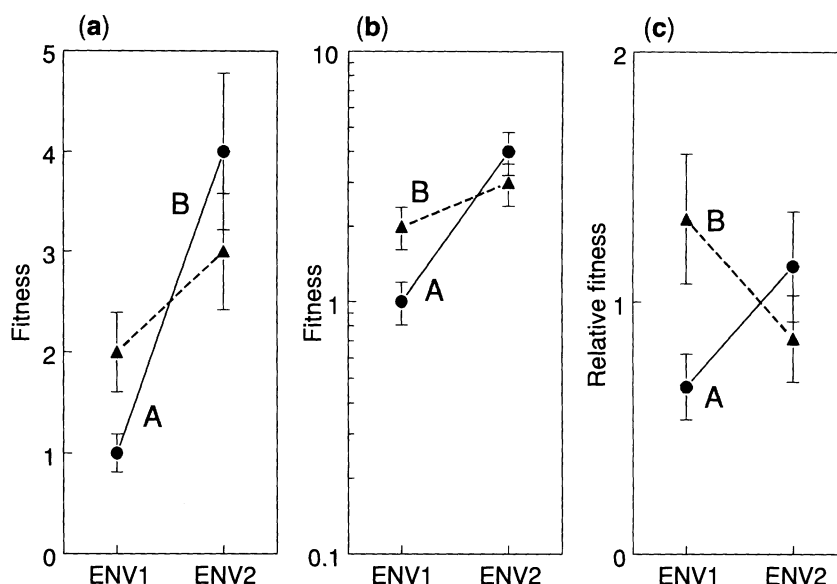 (a)
Fitness
5
4
3
2
1
0
B
A
ENV1 ENV2
(b)
Fitness
10
1
0.1
B
A
ENV1 ENV2
(c)
Relative fitness
2
1
0
B
A
ENV1 ENV2